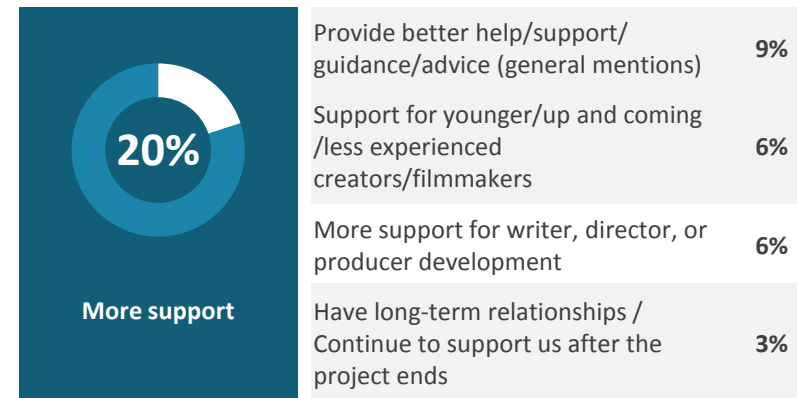 20%
More support
Provide better help/support/
guidance/advice (general mentions)
9%
Support for younger/up and coming
/less experienced
creators/filmmakers
6%
More support for writer, director, or
producer development
6%
Have long-term relationships /
Continue to support us after the
project ends
3%